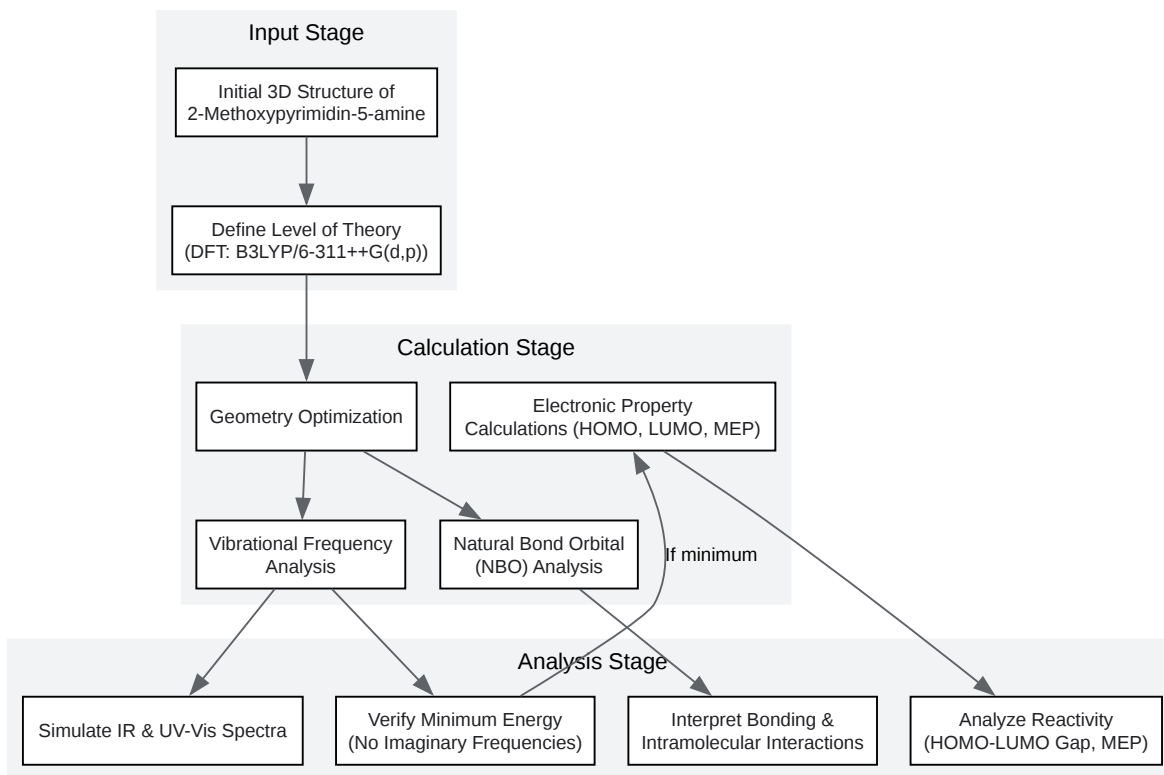 Input Stage
Initial 3D Structure of
2-Methoxypyrimidin-5-amine
Define Level of Theory
(DFT: B3LYP/6-311++G(d,p))
Calculation Stage
Geometry Optimization
Electronic Property
Calculations (HOMO, LUMO, MEP)
Vibrational Frequency
Analysis
Natural Bond Orbital
(NBO) Analysis
If minimum
Analysis Stage
Simulate IR & UV-Vis Spectra
Verify Minimum Energy
(No Imaginary Frequencies)
Interpret Bonding &
Intramolecular Interactions
Analyze Reactivity
(HOMO-LUMO Gap, MEP)